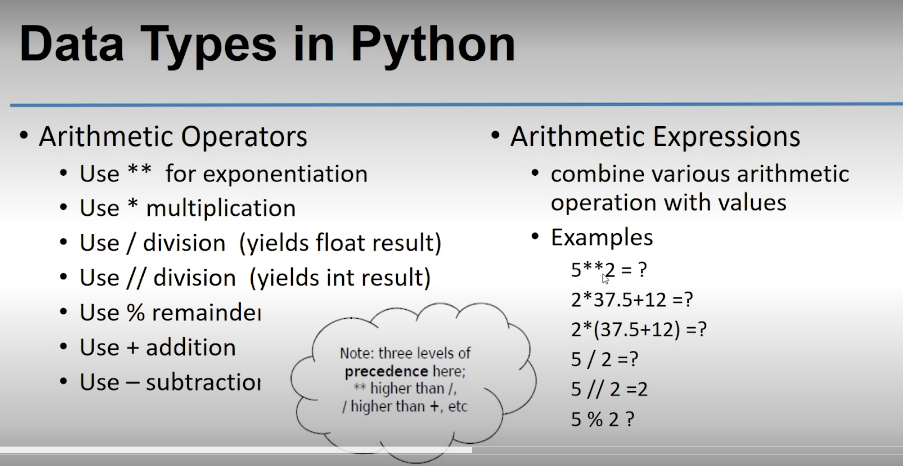 Data Types in Python
• Arithmetic Operators
• Use ** for exponentiation
• Use * multiplication
• Use / division (yields float result)
• Use // division (yields int result)
• Use % remainder
• Use + addition
• Use – subtraction
Note: three levels of
precedence here;
** higher than /,
/ higher than +, etc
• Arithmetic Expressions
• combine various arithmetic
operation with values
• Examples
5**2 = ?
2*37.5+12 =?
2*(37.5+12) =?
5 / 2 =?
5 // 2 =2
5 % 2 ?